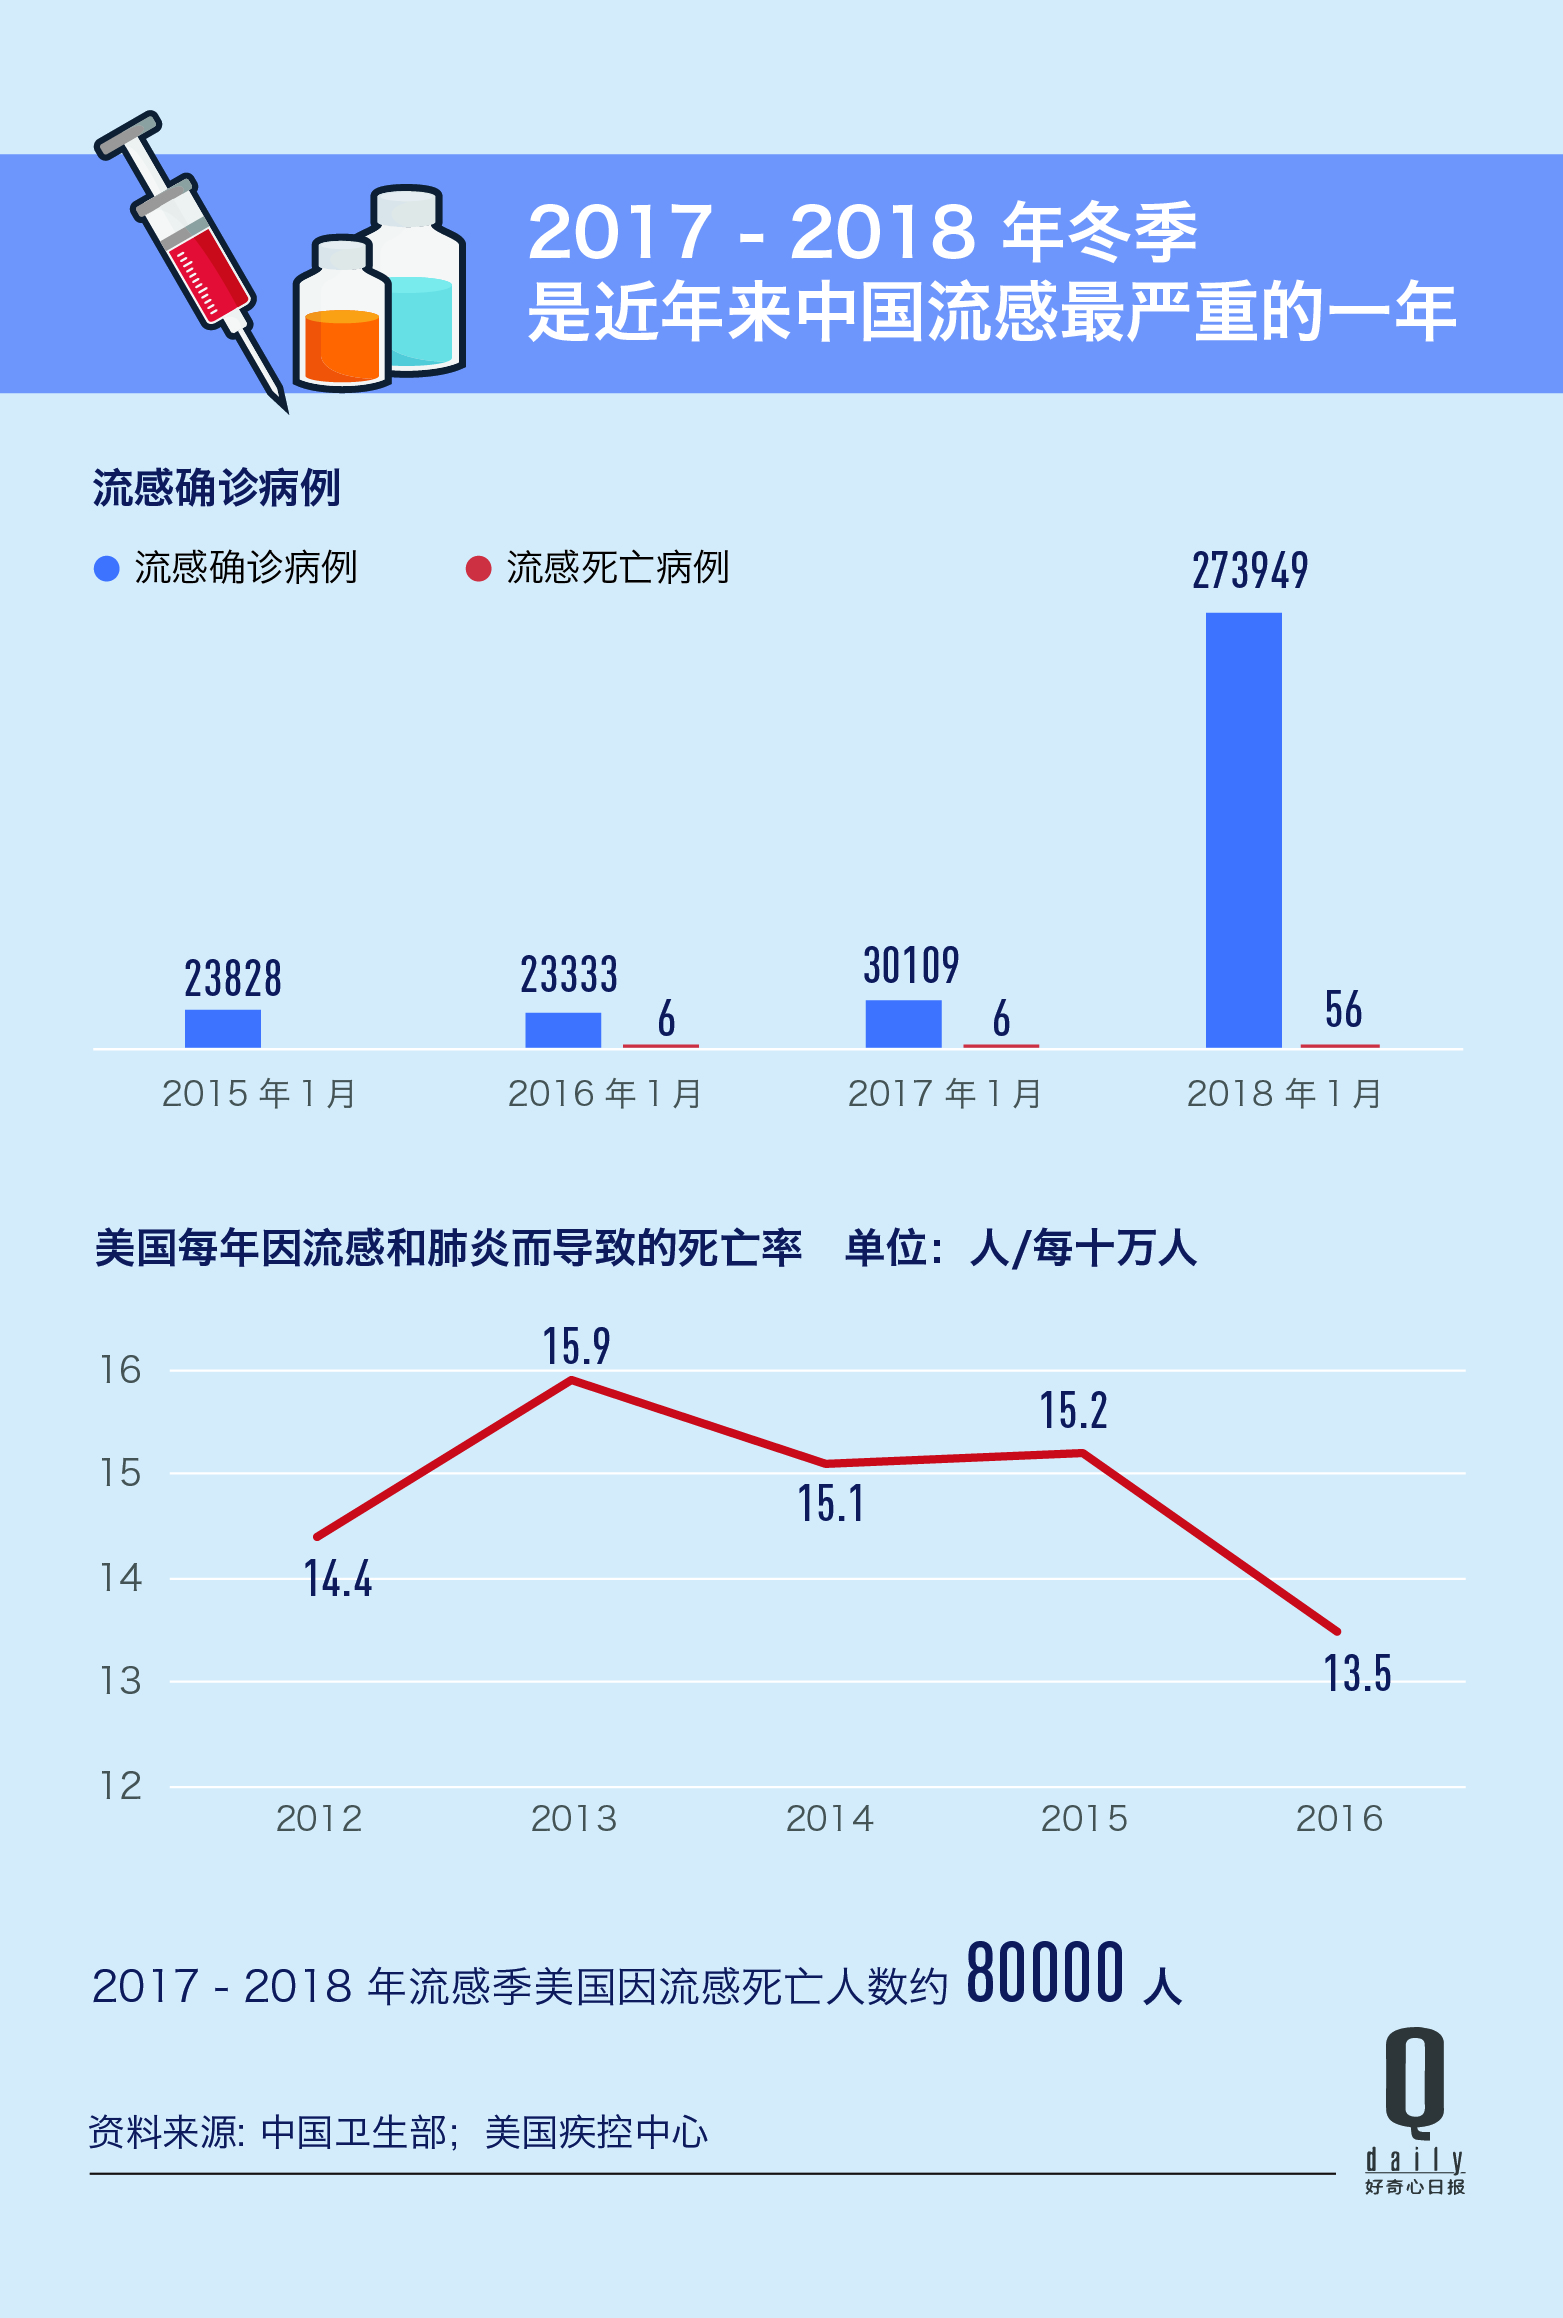 2017 - 2018 年冬季
是近年来中国流感最严重的一年
流感确诊病例
流感确诊病例 流感死亡病例
273949
23828 23333 6 30109 6 56
2015 年 1 月 2016 年 1 月 2017 年 1 月 2018 年 1 月
美国每年因流感和肺炎而导致的死亡率 单位：人/每十万人
15.9
16
15.2
15
15.1
14 14.4
13 13.5
12
2012 2013 2014 2015 2016
2017 - 2018 年流感季美国因流感死亡人数约 80000 人
资料来源: 中国卫生部；美国疾控中心
Q
daily
好奇心日报